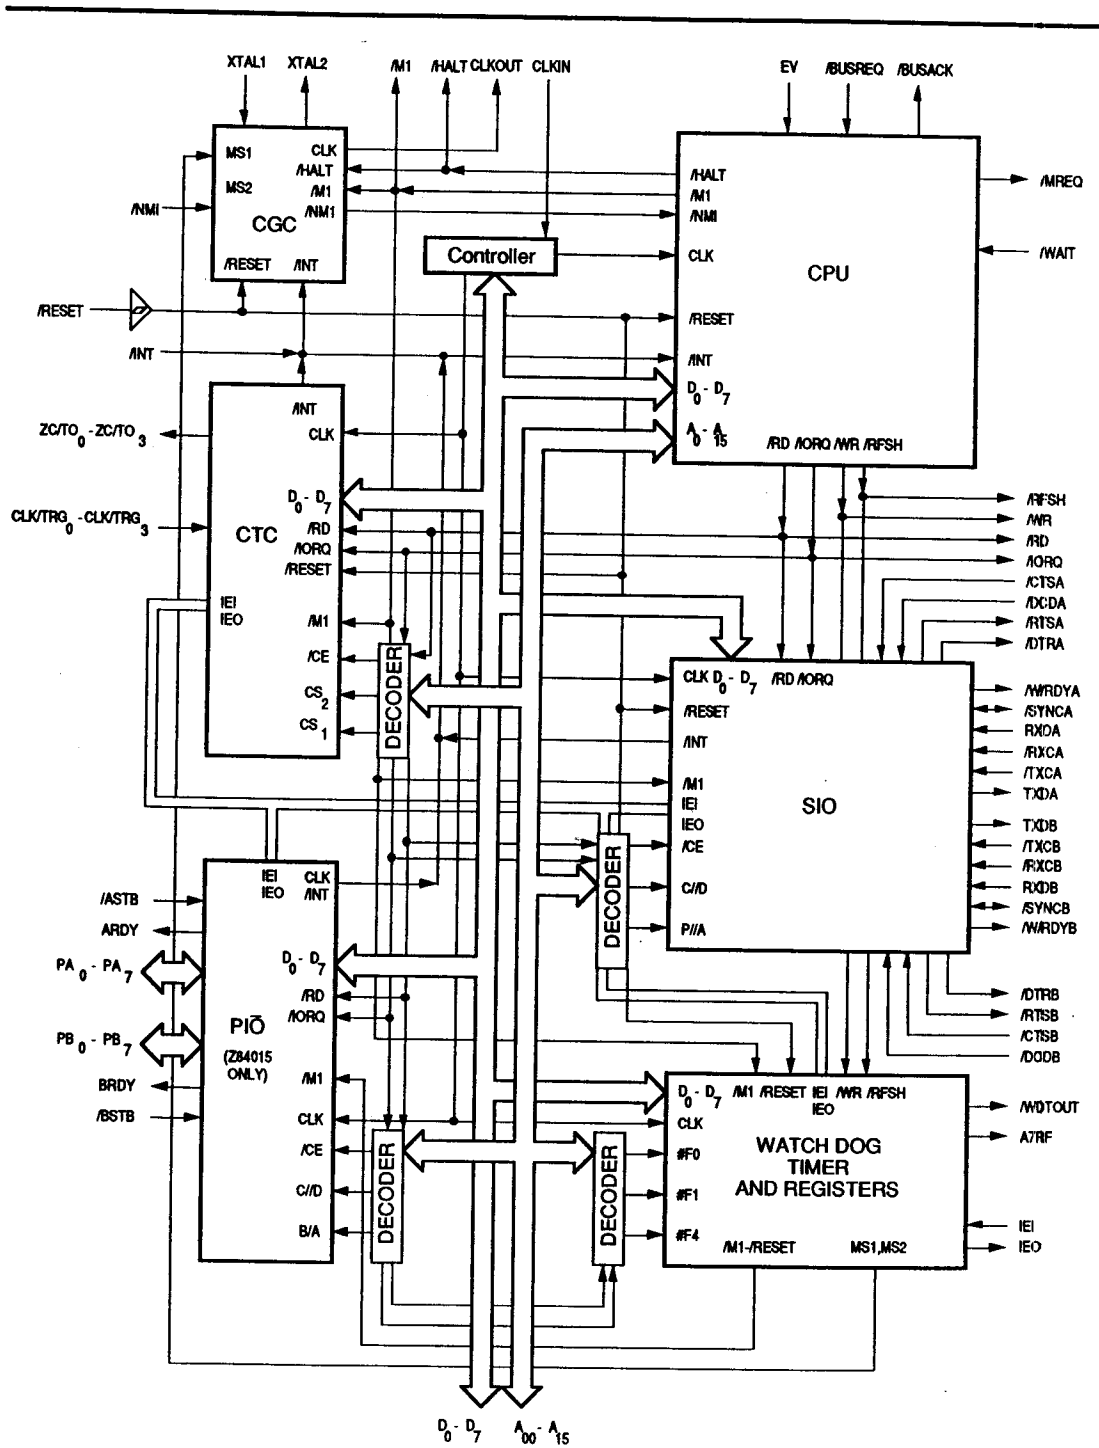 XTAL1 XTAL2 /M1 /HALT CLKOUT CLKIN EV /BUSREQ /BUSACK
MS1 CLK
/HALT /HALT /MREQ
MS2 /M1 /M1
/NMI /NM1 /NMI
CGC
Controller CLK /WAIT
/RESET /INT CPU
/RESET /RESET
/INT /INT
D0 - D7
/INT
ZC/TO0 - ZC/TO3 CLK A0 - A15
/RD /IORQ /WR /RFSH
D0 - D7 /RFSH
CLK/TRG0 - CLK/TRG3 CTC /RD /WR
/RD
/IORQ /IORQ
/RESET /CTSA
IEI /DCDA
IEO /M1 /RTSA
/DTRA
/CE DECODER
CLK D0 - D7 /RD /IORQ
CS2 /W/RDYA
/RESET /SYNCA
CS1 /INT RXDA
/RXCA
/M1 /TXCA
IEI SIO TXDA
IEO TXDB
/CE /TXCB
IEI CLK /RXCB
IEO /INT DECODER C//D RXDB
/ASTB /SYNCB
ARDY P//A /W/RDYB
PA0 - PA7 D0 - D7
/RD /DTRB
PIO /IORQ /RTSB
PB0 - PB7 (Z84015 /CTSB
ONLY) /DCDB
BRDY /M1 D0 - D7 /M1 /RESET IEI /WR /RFSH
IEO /WDTOUT
/BSTB CLK CLK
A7RF
/CE DECODER DECODER #F0 WATCH DOG
TIMER
C//D #F1 AND REGISTERS
B/A #F4 IEI
/M1-/RESET MS1,MS2 IEO
D0 - D7 A00 - A15